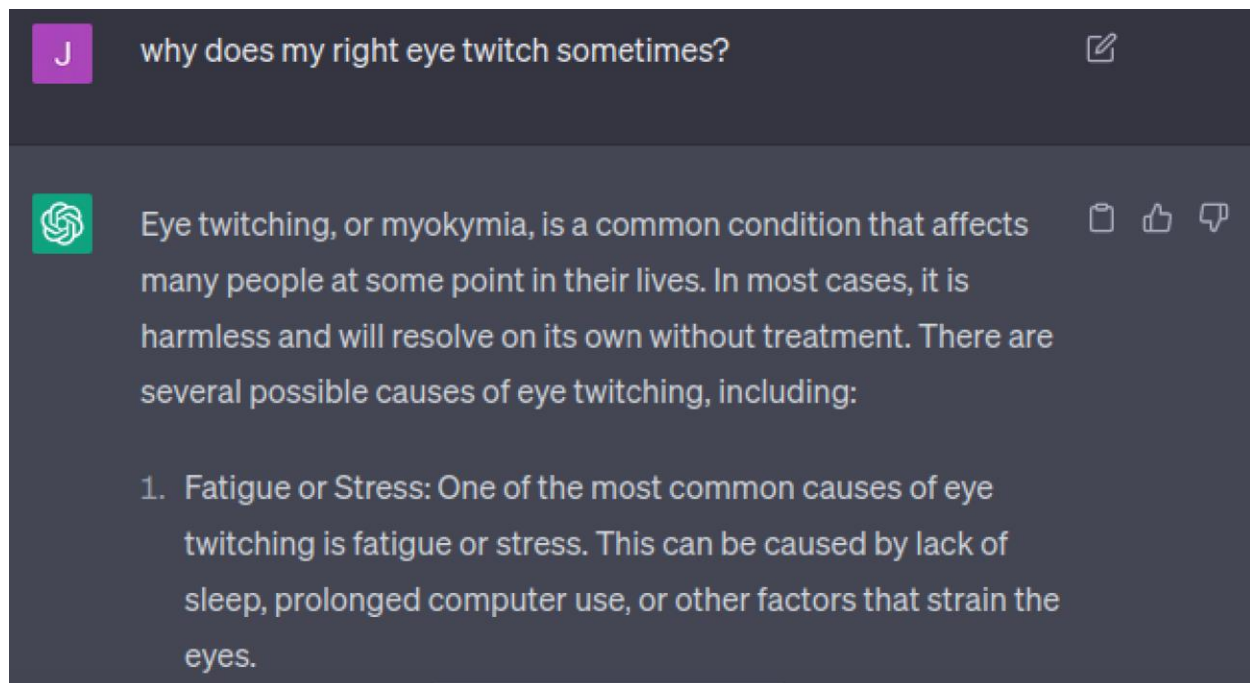 J
why does my right eye twitch sometimes?
Eye twitching, or myokymia, is a common condition that affects
many people at some point in their lives. In most cases, it is
harmless and will resolve on its own without treatment. There are
several possible causes of eye twitching, including:
1. Fatigue or Stress: One of the most common causes of eye
twitching is fatigue or stress. This can be caused by lack of
sleep, prolonged computer use, or other factors that strain the
eyes.